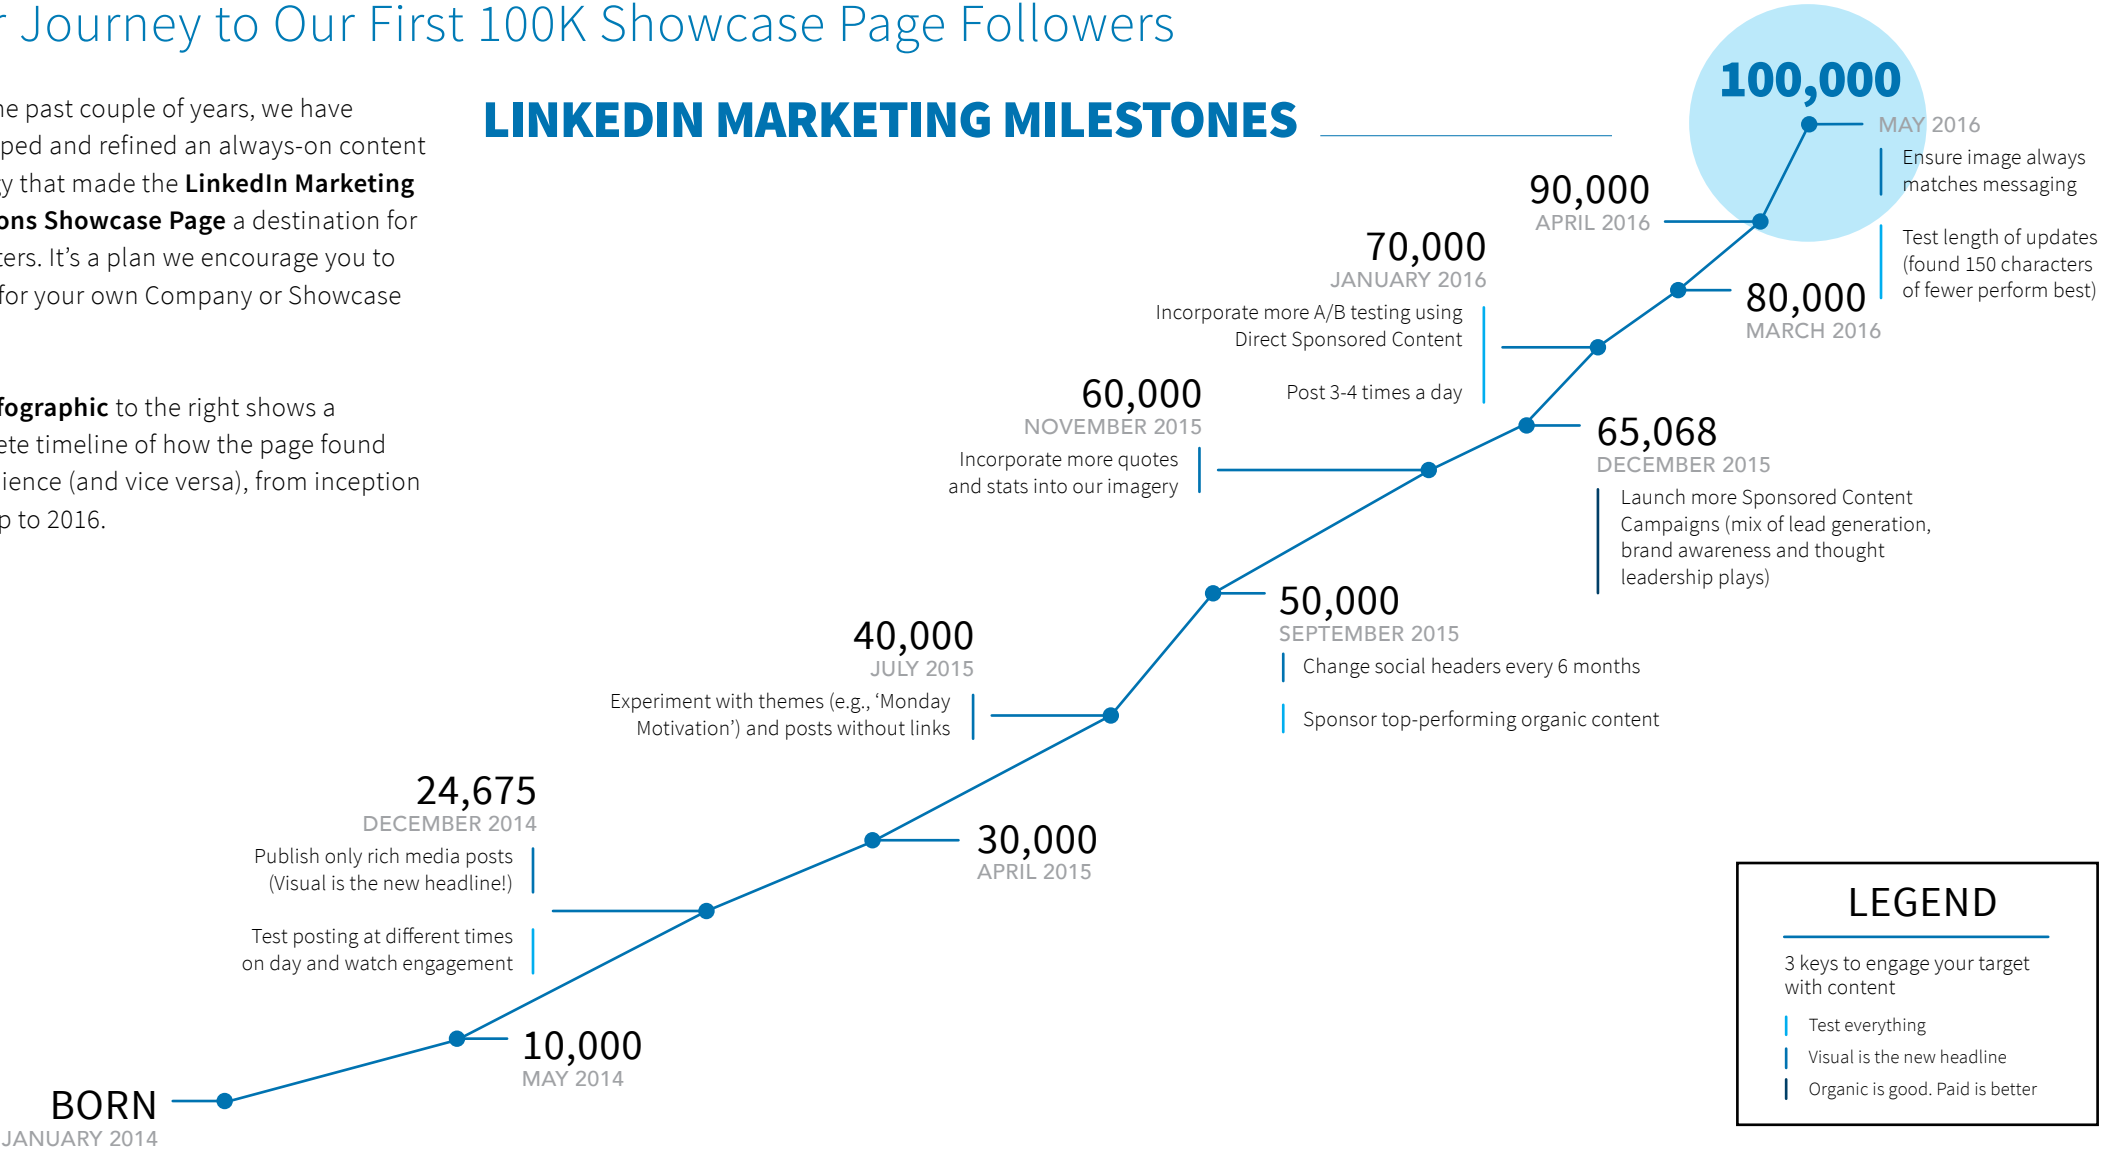 Journey to Our First 100K Showcase Page Followers
past couple of years, we have
and refined an always-on content
that made the LinkedIn Marketing
Showcase Page a destination for
It’s a plan we encourage you to
for your own Company or Showcase
to the right shows a
timeline of how the page found
(and vice versa), from inception
to 2016.
LINKEDIN MARKETING MILESTONES
100,000
MAY 2016
Ensure image always
matches messaging
Test length of updates
(found 150 characters
of fewer perform best)
90,000
APRIL 2016
80,000
MARCH 2016
70,000
JANUARY 2016
Incorporate more A/B testing using
Direct Sponsored Content
Post 3-4 times a day
65,068
DECEMBER 2015
Launch more Sponsored Content
Campaigns (mix of lead generation,
brand awareness and thought
leadership plays)
60,000
NOVEMBER 2015
Incorporate more quotes
and stats into our imagery
50,000
SEPTEMBER 2015
Change social headers every 6 months
Sponsor top-performing organic content
40,000
JULY 2015
Experiment with themes (e.g., ‘Monday
Motivation’) and posts without links
30,000
APRIL 2015
24,675
DECEMBER 2014
Publish only rich media posts
(Visual is the new headline!)
Test posting at different times
on day and watch engagement
10,000
MAY 2014
BORN
JANUARY 2014
LEGEND
3 keys to engage your target
with content
Test everything
Visual is the new headline
Organic is good. Paid is better